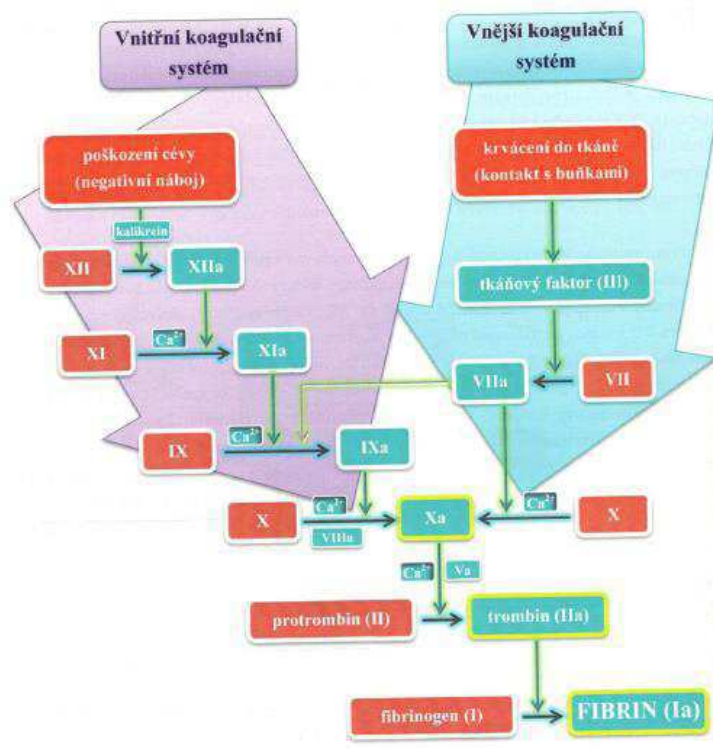 Vnitřní koagulační
systém
Vnější koagulační
systém
poškození cévy
(negativní náboj)
krvácení do tkáně
(kontakt s buňkami)
kalikrein
XII
XIIa
tkáňový faktor (III)
XI
Ca²⁺
XIa
VIIa
VII
IX
Ca²⁺
IXa
X
Ca²⁺
VIIIa
Xa
Ca²⁺
X
Ca²⁺
Va
protrombin (II)
trombin (IIa)
fibrinogen (I)
FIBRIN (Ia)